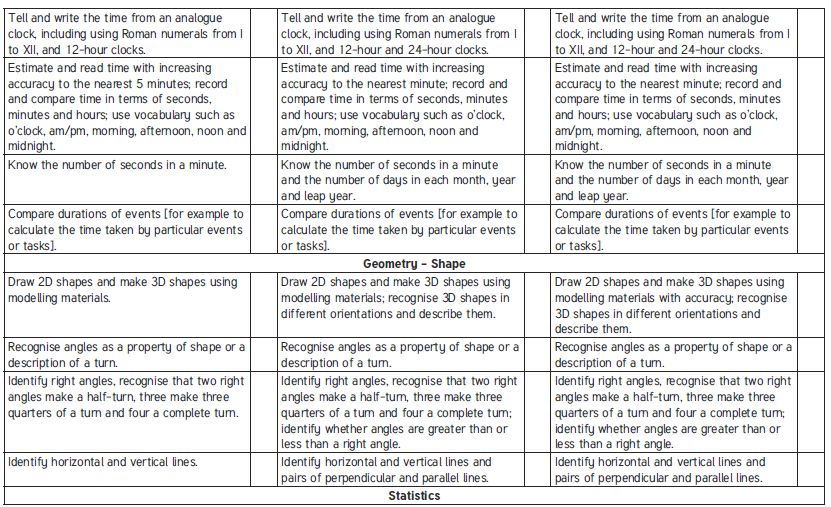 Tell and write the time from an analogue
clock, including using Roman numerals from I
to XII, and 12-hour clocks.
Tell and write the time from an analogue
clock, including using Roman numerals from I
to XII, and 12-hour and 24-hour clocks.
Tell and write the time from an analogue
clock, including using Roman numerals from I
to XII, and 12-hour and 24-hour clocks.
Estimate and read time with increasing
accuracy to the nearest 5 minutes; record
and compare time in terms of seconds,
minutes and hours; use vocabulary such as
o'clock, am/pm, morning, afternoon, noon and
midnight.
Estimate and read time with increasing
accuracy to the nearest minute; record and
compare time in terms of seconds, minutes
and hours; use vocabulary such as o'clock,
am/pm, morning, afternoon, noon and
midnight.
Estimate and read time with increasing
accuracy to the nearest minute; record and
compare time in terms of seconds, minutes
and hours; use vocabulary such as o'clock,
am/pm, morning, afternoon, noon and
midnight.
Know the number of seconds in a minute.
Know the number of seconds in a minute
and the number of days in each month, year
and leap year.
Know the number of seconds in a minute
and the number of days in each month, year
and leap year.
Compare durations of events [for example to
calculate the time taken by particular events
or tasks].
Compare durations of events [for example to
calculate the time taken by particular events
or tasks].
Compare durations of events [for example to
calculate the time taken by particular events
or tasks].
Geometry – Shape
Draw 2D shapes and make 3D shapes using
modelling materials.
Draw 2D shapes and make 3D shapes using
modelling materials; recognise 3D shapes in
different orientations and describe them.
Draw 2D shapes and make 3D shapes using
modelling materials with accuracy; recognise
3D shapes in different orientations and
describe them.
Recognise angles as a property of shape or a
description of a turn.
Recognise angles as a property of shape or a
description of a turn.
Recognise angles as a property of shape or a
description of a turn.
Identify right angles, recognise that two right
angles make a half-turn, three make three
quarters of a turn and four a complete turn.
Identify right angles, recognise that two right
angles make a half-turn, three make three
quarters of a turn and four a complete turn;
identify whether angles are greater than or
less than a right angle.
Identify right angles, recognise that two right
angles make a half-turn, three make three
quarters of a turn and four a complete turn;
identify whether angles are greater than or
less than a right angle.
Identify horizontal and vertical lines.
Identify horizontal and vertical lines and
pairs of perpendicular and parallel lines.
Identify horizontal and vertical lines and
pairs of perpendicular and parallel lines.
Statistics